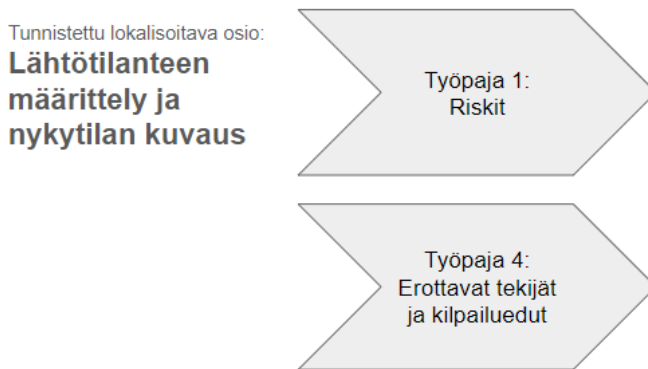 Tunnistettu lokalisoitava osio:
Lähtötilanteen
määrittely ja
nykytilan kuvaus
Työpaja 1:
Riskit
Työpaja 4:
Erottavat tekijät
ja kilpailuedut